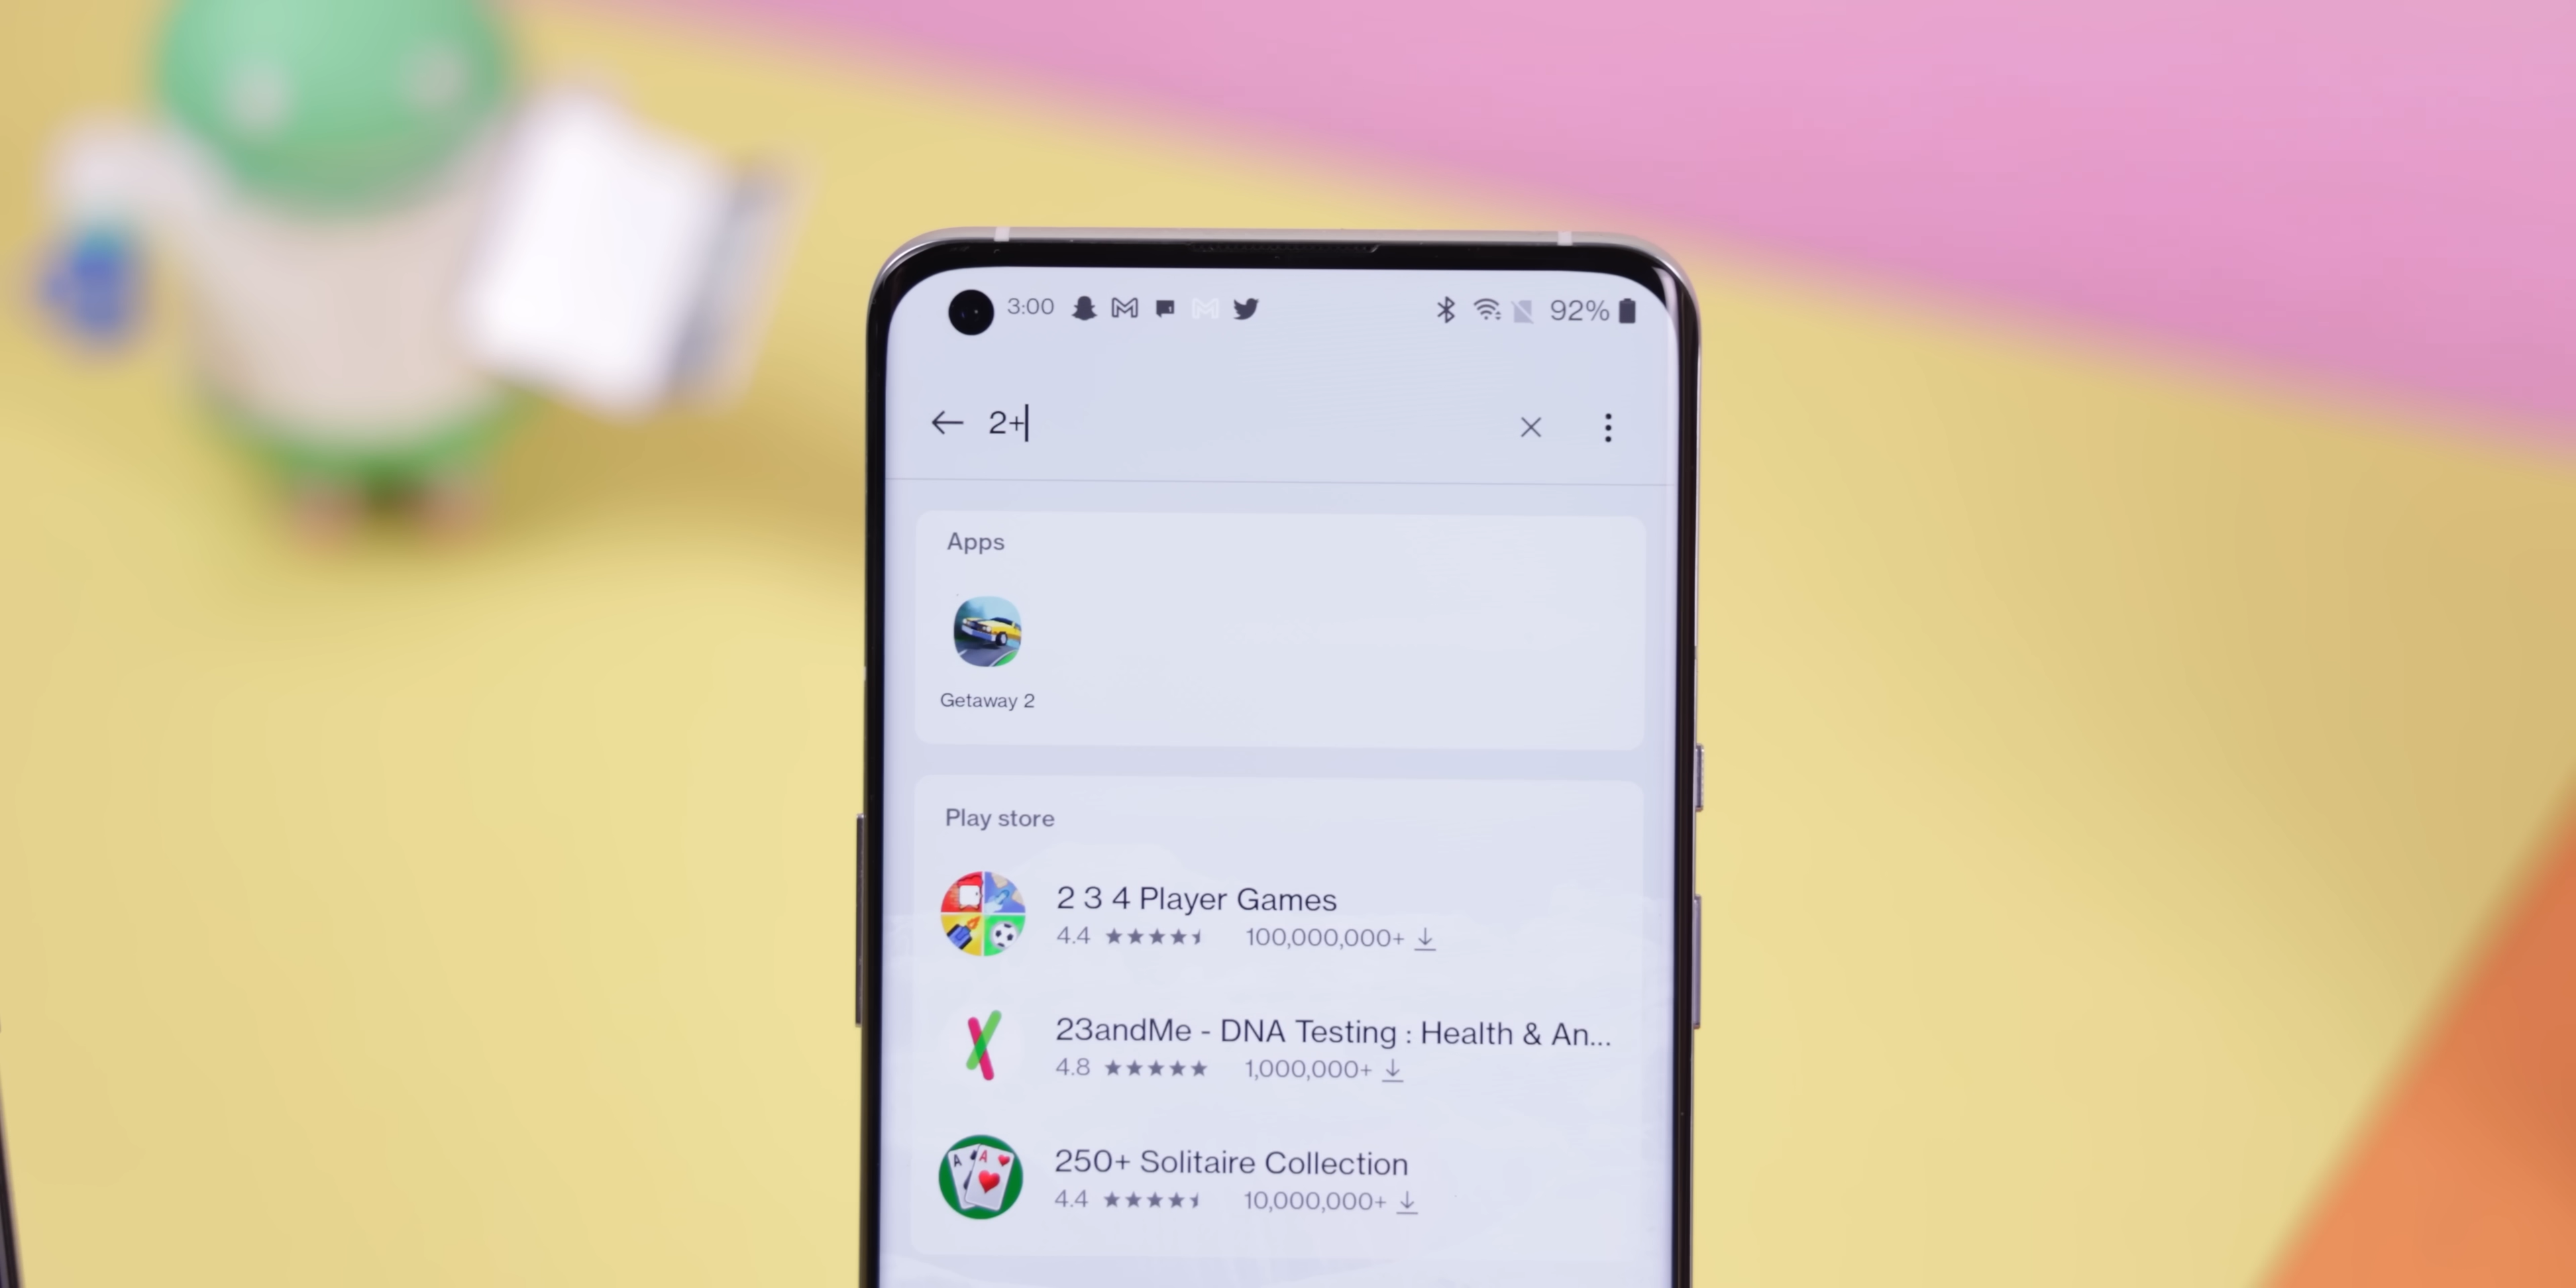 3:00 92%
2+
Apps
Getaway 2
Play store
2 3 4 Player Games
4.4 100,000,000+
23andMe - DNA Testing : Health & An...
4.8 1,000,000+
250+ Solitaire Collection
4.4 10,000,000+